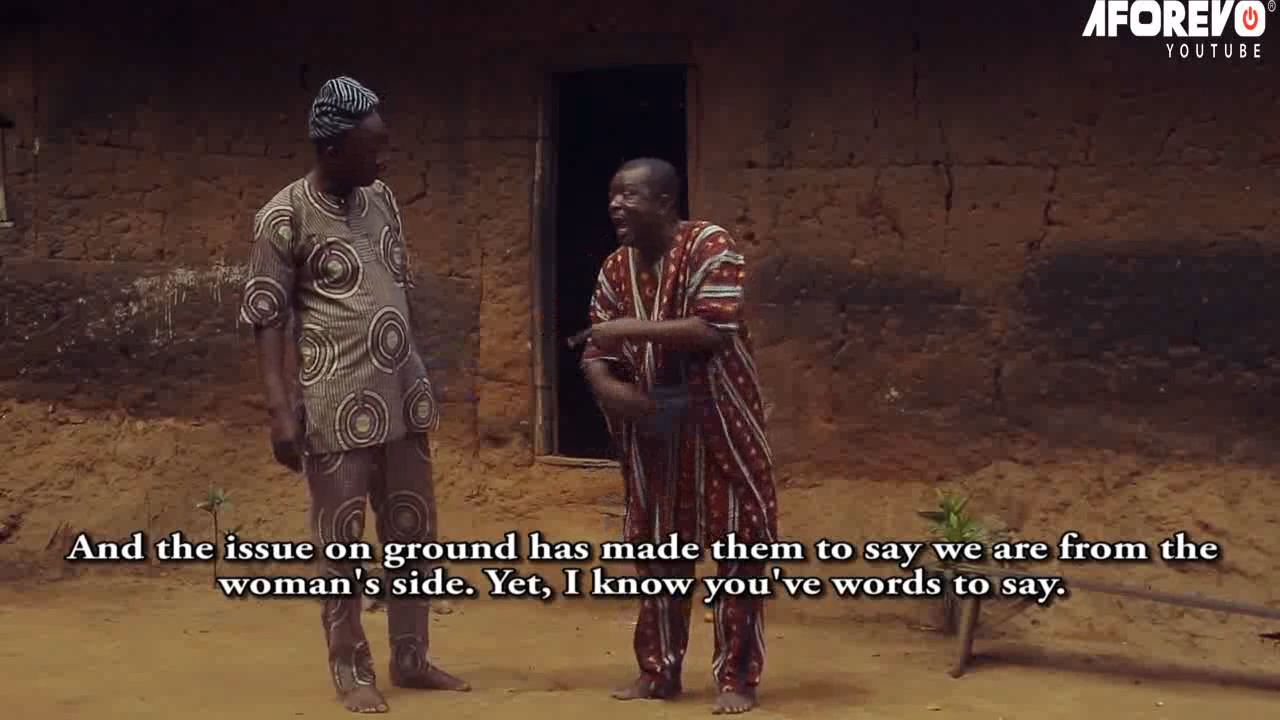 AFOREVO®
YOUTUBE
And the issue on ground has made them to say we are from the
woman's side. Yet, I know you've words to say.